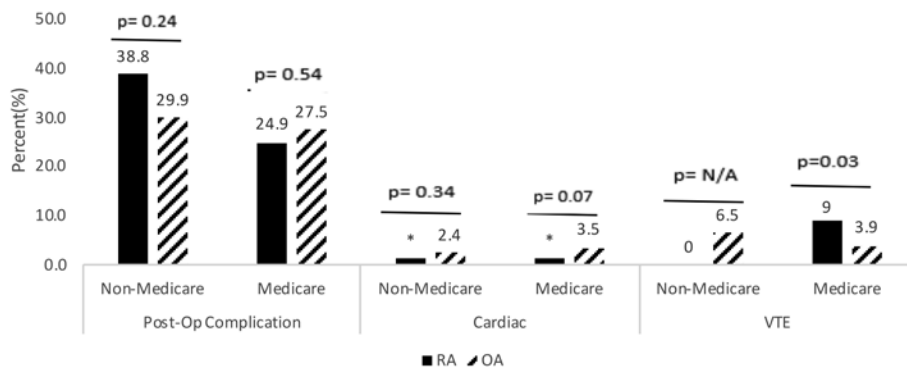 50.0
p= 0.24
38.8
40.0
p= 0.54
29.9
30.0
27.5
24.9
Percent(%)
20.0
p= N/A
p=0.03
p= 0.34
p= 0.07
10.0
9
6.5
*
2.4
*
3.5
0
3.9
0.0
Non-Medicare
Medicare
Non-Medicare
Medicare
Non-Medicare
Medicare
Post-Op Complication
Cardiac
VTE
RA
OA